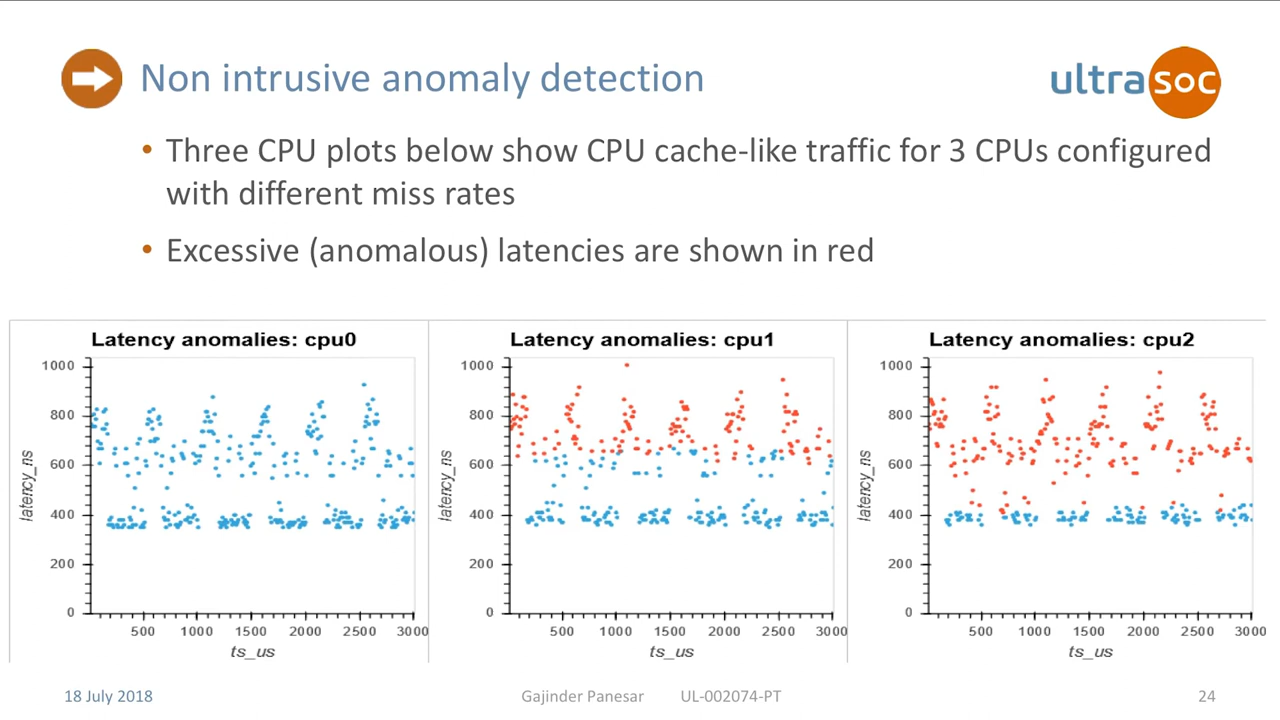 Non intrusive anomaly detection
ultrasoc
• Three CPU plots below show CPU cache-like traffic for 3 CPUs configured
with different miss rates
• Excessive (anomalous) latencies are shown in red
Latency anomalies: cpu0
1000
800
600
400
200
0
latency_ns
500 1000 1500 2000 2500 3000
ts_us
Latency anomalies: cpu1
1000
800
600
400
200
0
latency_ns
500 1000 1500 2000 2500 3000
ts_us
Latency anomalies: cpu2
1000
800
600
400
200
0
latency_ns
500 1000 1500 2000 2500 3000
ts_us
18 July 2018 Gajinder Panesar UL-002074-PT 24